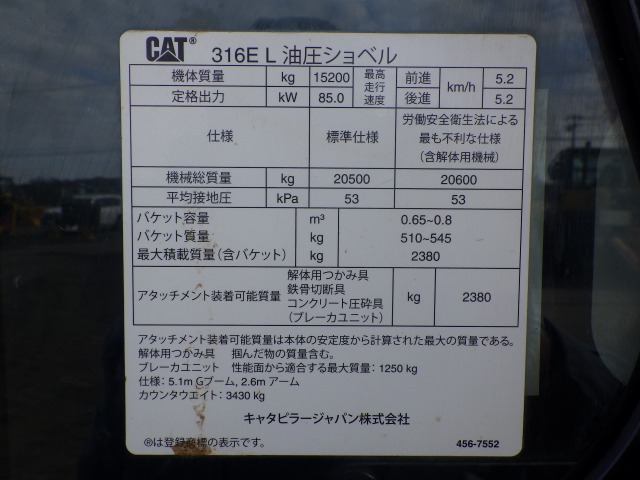 CAT® 316E L 油圧ショベル
機体質量 kg 15200 最高走行速度 前進 km/h 5.2
定格出力 kW 85.0 後進 5.2
仕様 標準仕様 労働安全衛生法による最も不利な仕様(含解体用機械)
機械総質量 kg 20500 20600
平均接地圧 kPa 53 53
バケット容量 m³ 0.65~0.8
バケット質量 kg 510~545
最大積載質量(含バケット) kg 2380
アタッチメント装着可能質量 解体用つかみ具 鉄骨切断具 コンクリート圧砕具 (ブレーカユニット) kg 2380
アタッチメント装着可能質量は本体の安定度から計算された最大の質量である。
解体用つかみ具 掴んだ物の質量含む。
ブレーカユニット 性能面から適合する最大質量: 1250 kg
仕様: 5.1m Gブーム, 2.6m アーム
カウンタウエイト: 3430 kg
キャタピラージャパン株式会社
®は登録商標の表示です。 456-7552